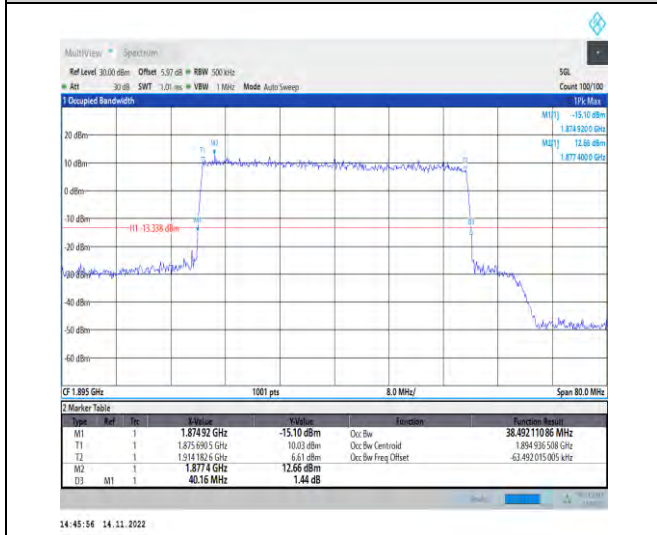 MultiView Spectrum
Ref Level 30.00 dBm Offset 5.97 dB RBW 500 kHz SGL
Att 30 dB SWT 1.01 ms VBW 1 MHz Mode Auto Sweep Count 100/100
1 Occupied Bandwidth 1Pk Max
M1[1] -15.10 dBm
1.874 920 0 GHz
20 dBm M2[1] 12.66 dBm
1.877 400 0 GHz
M2
10 dBm
0 dBm
-10 dBm
M1
H1 -13.338 dBm
-20 dBm
-30 dBm
-40 dBm
-50 dBm
-60 dBm
CF 1.895 GHz 1001 pts 8.0 MHz/ Span 80.0 MHz
2 Marker Table
Type Ref Trc X-Value Y-Value Function Function Result
M1 1 1.874 92 GHz -15.10 dBm Occ Bw 38.492 110 86 MHz
T1 1 1.875 690 5 GHz 10.03 dBm Occ Bw Centroid 1.894 936 508 GHz
T2 1 1.914 182 6 GHz 6.61 dBm Occ Bw Freq Offset -63.492 015 005 kHz
M2 1 1.877 4 GHz 12.66 dBm
D3 M1 1 40.16 MHz 1.44 dB
14:45:56 14.11.2022